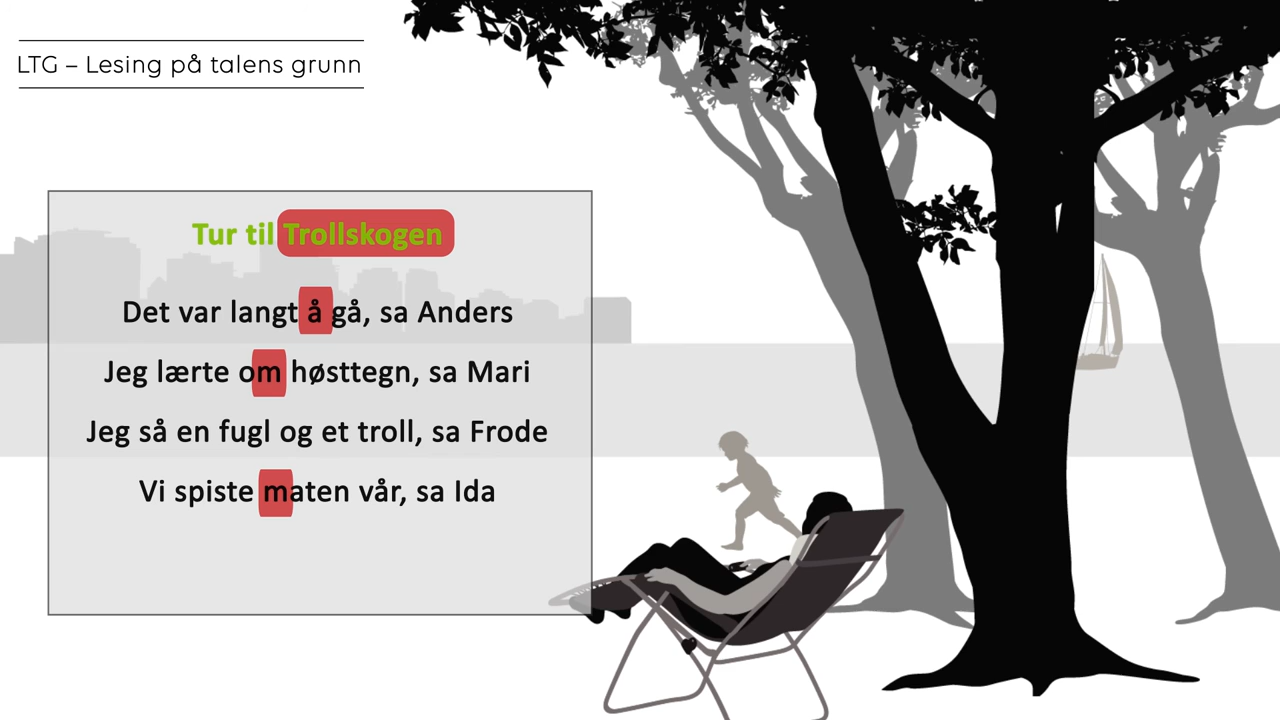 LTG – Lesing på talens grunn
Tur til Trollskogen
Det var langt å gå, sa Anders
Jeg lærte om høsttegn, sa Mari
Jeg så en fugl og et troll, sa Frode
Vi spiste maten vår, sa Ida